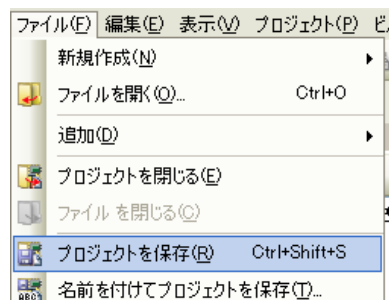 ファイル(F) 編集(E) 表示(V) プロジェクト(P)
新規作成(N)
ファイルを開く(O)... Ctrl+O
追加(D)
プロジェクトを閉じる(E)
ファイル を閉じる(C)
プロジェクトを保存(R) Ctrl+Shift+S
名前を付けてプロジェクトを保存(T)...